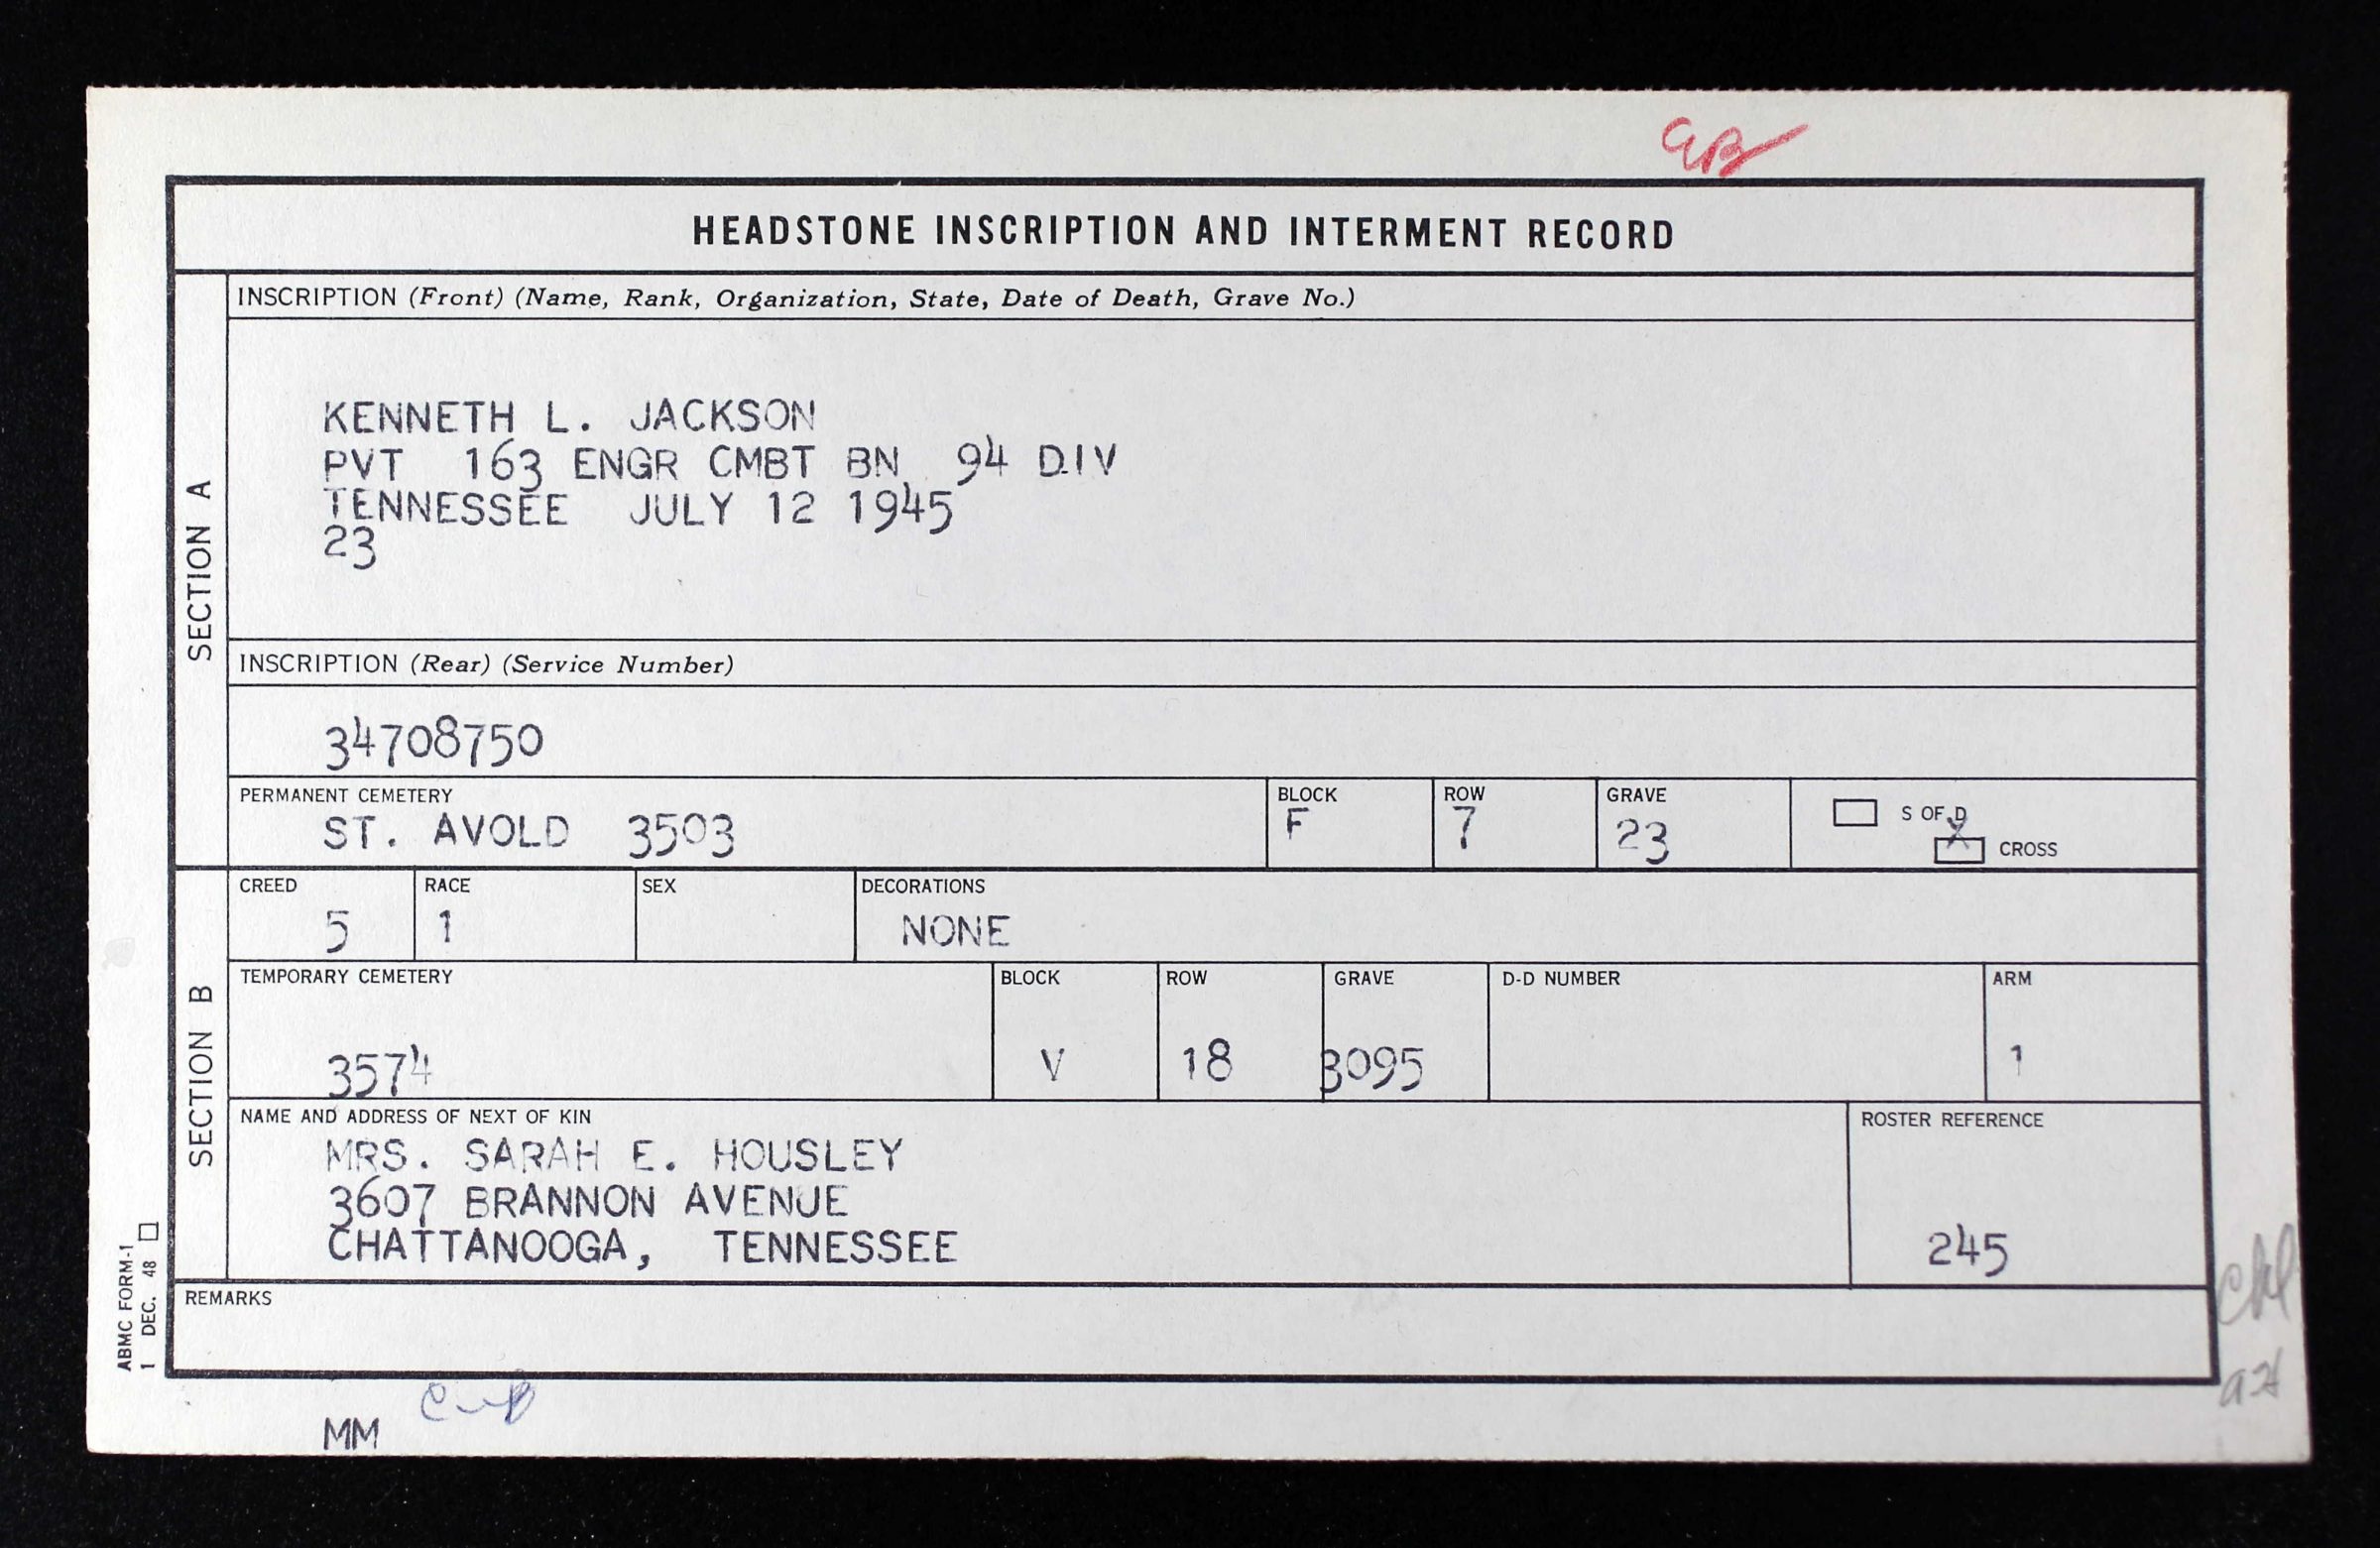 HEADSTONE INSCRIPTION AND INTERMENT RECORD
SECTION A
INSCRIPTION (Front) (Name, Rank, Organization, State, Date of Death, Grave No.)
KENNETH L. JACKSON
PVT 163 ENGR CMBT BN 94 DIV
TENNESSEE JULY 12 1945
23
INSCRIPTION (Rear) (Service Number)
34708750
PERMANENT CEMETERY BLOCK ROW GRAVE
ST. AVOLD 3503 F 7 23
S OF D
X CROSS
SECTION B
CREED RACE SEX DECORATIONS
5 1 NONE
TEMPORARY CEMETERY BLOCK ROW GRAVE D-D NUMBER ARM
3574 V 18 3095 1
NAME AND ADDRESS OF NEXT OF KIN ROSTER REFERENCE
MRS. SARAH E. HOUSLEY
3607 BRANNON AVENUE
CHATTANOOGA, TENNESSEE
245
REMARKS
ABMC FORM-1
1 DEC. 48
MM